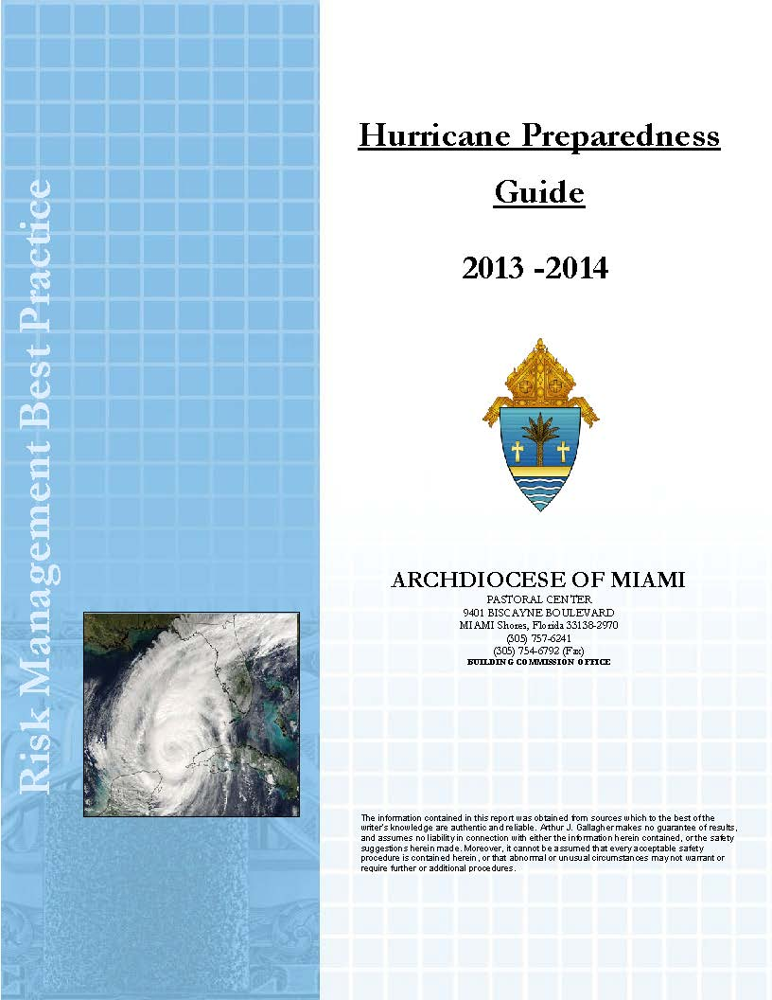 Risk Management Best Practice
Hurricane Preparedness
Guide
2013 -2014
ARCHDIOCESE OF MIAMI
PASTORAL CENTER
9401 BISCAYNE BOULEVARD
MIAMI Shores, Florida 33138-2970
(305) 757-6241
(305) 754-6792 (Fax)
BUILDING COMMISSION OFFICE
The information contained in this report was obtained from sources which to the best of the
writer's knowledge are authentic and reliable. Arthur J. Gallagher makes no guarantee of results,
and assumes no liability in connection with either the information herein contained, or the safety
suggestions herein made. Moreover, it cannot be assumed that every acceptable safety
procedure is contained herein, or that abnormal or unusual circumstances may not warrant or
require further or additional procedures.